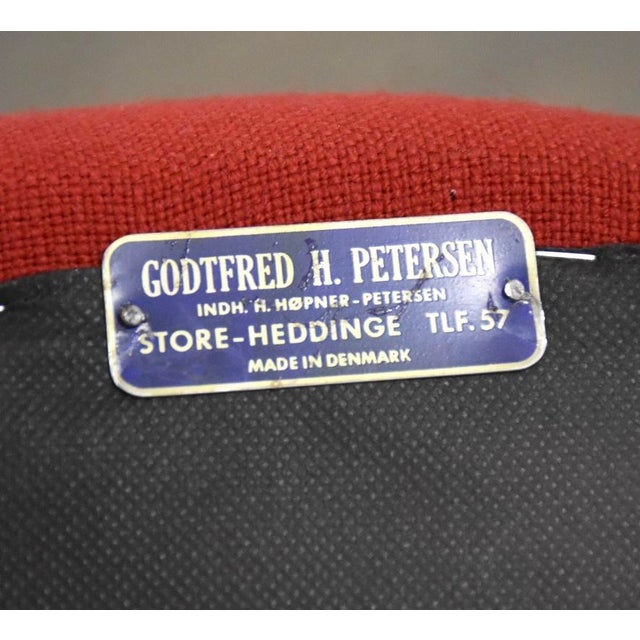 GODTFRED H. PETERSEN
INDH. H. HØPNER-PETERSEN
STORE-HEDDINGE TLF. 57
MADE IN DENMARK